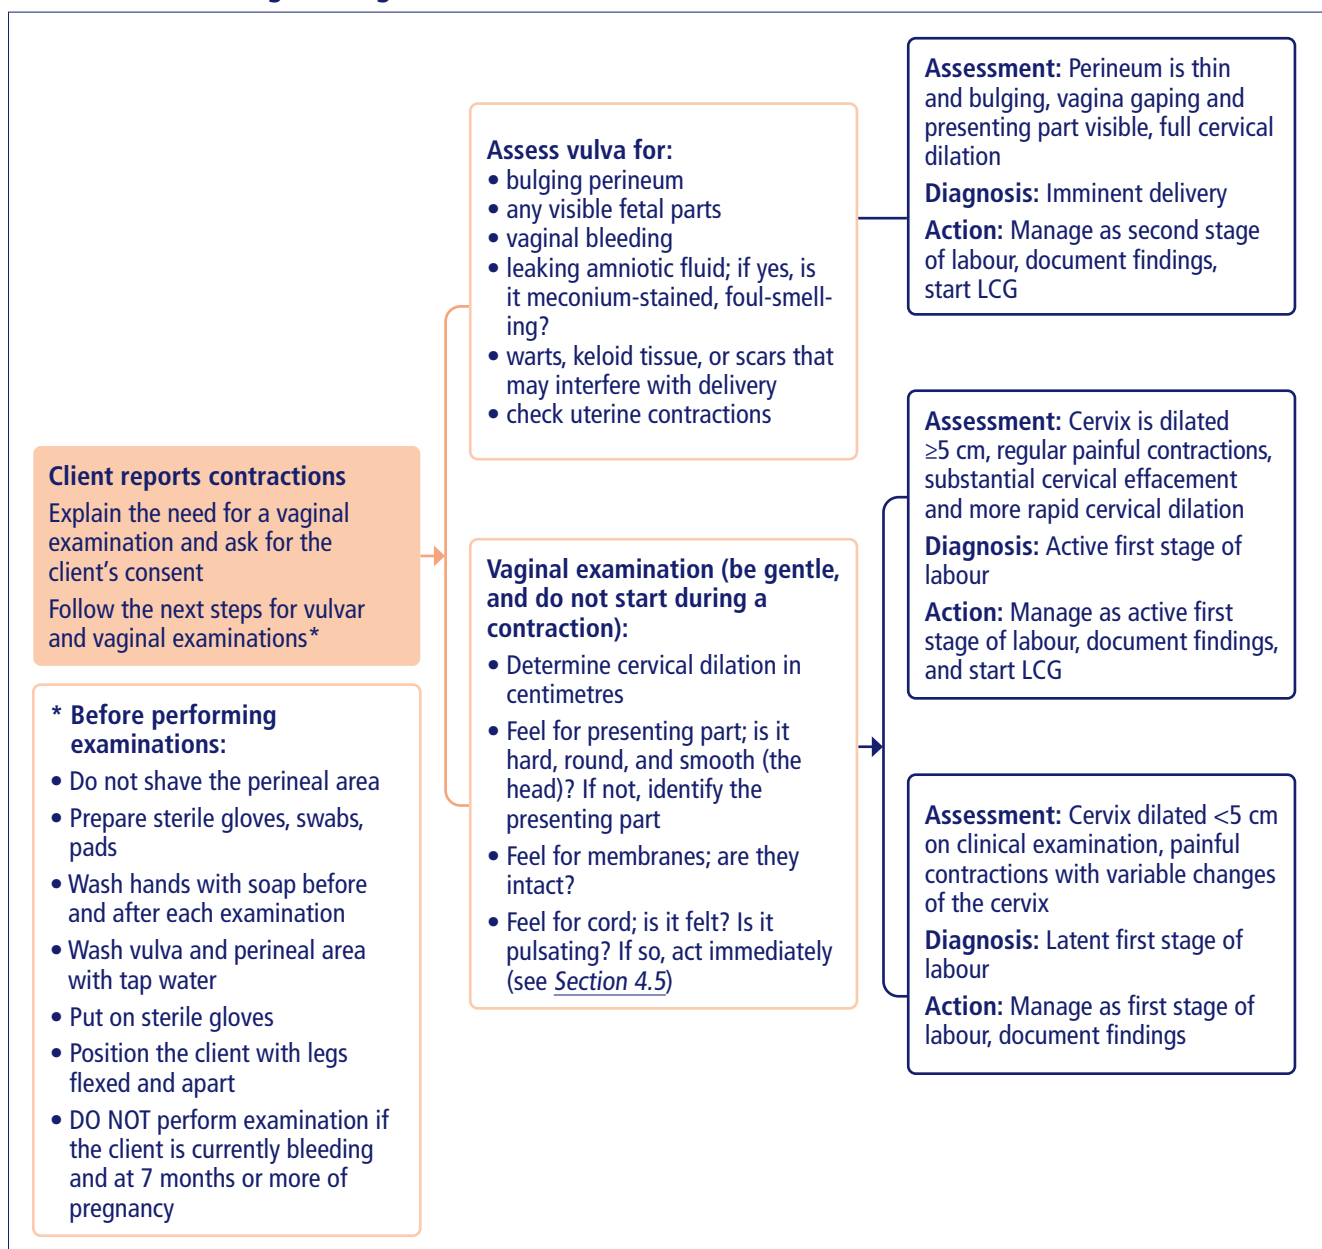 Client reports contractions
Explain the need for a vaginal
examination and ask for the
client's consent
Follow the next steps for vulvar
and vaginal examinations*
* Before performing
examinations:
• Do not shave the perineal area
• Prepare sterile gloves, swabs,
pads
• Wash hands with soap before
and after each examination
• Wash vulva and perineal area
with tap water
• Put on sterile gloves
• Position the client with legs
flexed and apart
• DO NOT perform examination if
the client is currently bleeding
and at 7 months or more of
pregnancy
Assess vulva for:
• bulging perineum
• any visible fetal parts
• vaginal bleeding
• leaking amniotic fluid; if yes, is
it meconium-stained, foul-smell-
ing?
• warts, keloid tissue, or scars that
may interfere with delivery
• check uterine contractions
Vaginal examination (be gentle,
and do not start during a
contraction):
• Determine cervical dilation in
centimetres
• Feel for presenting part; is it
hard, round, and smooth (the
head)? If not, identify the
presenting part
• Feel for membranes; are they
intact?
• Feel for cord; is it felt? Is it
pulsating? If so, act immediately
(see Section 4.5)
Assessment: Perineum is thin
and bulging, vagina gaping and
presenting part visible, full cervical
dilation
Diagnosis: Imminent delivery
Action: Manage as second stage
of labour, document findings,
start LCG
Assessment: Cervix is dilated
≥5 cm, regular painful contractions,
substantial cervical effacement
and more rapid cervical dilation
Diagnosis: Active first stage of
labour
Action: Manage as active first
stage of labour, document findings,
and start LCG
Assessment: Cervix dilated <5 cm
on clinical examination, painful
contractions with variable changes
of the cervix
Diagnosis: Latent first stage of
labour
Action: Manage as first stage of
labour, document findings